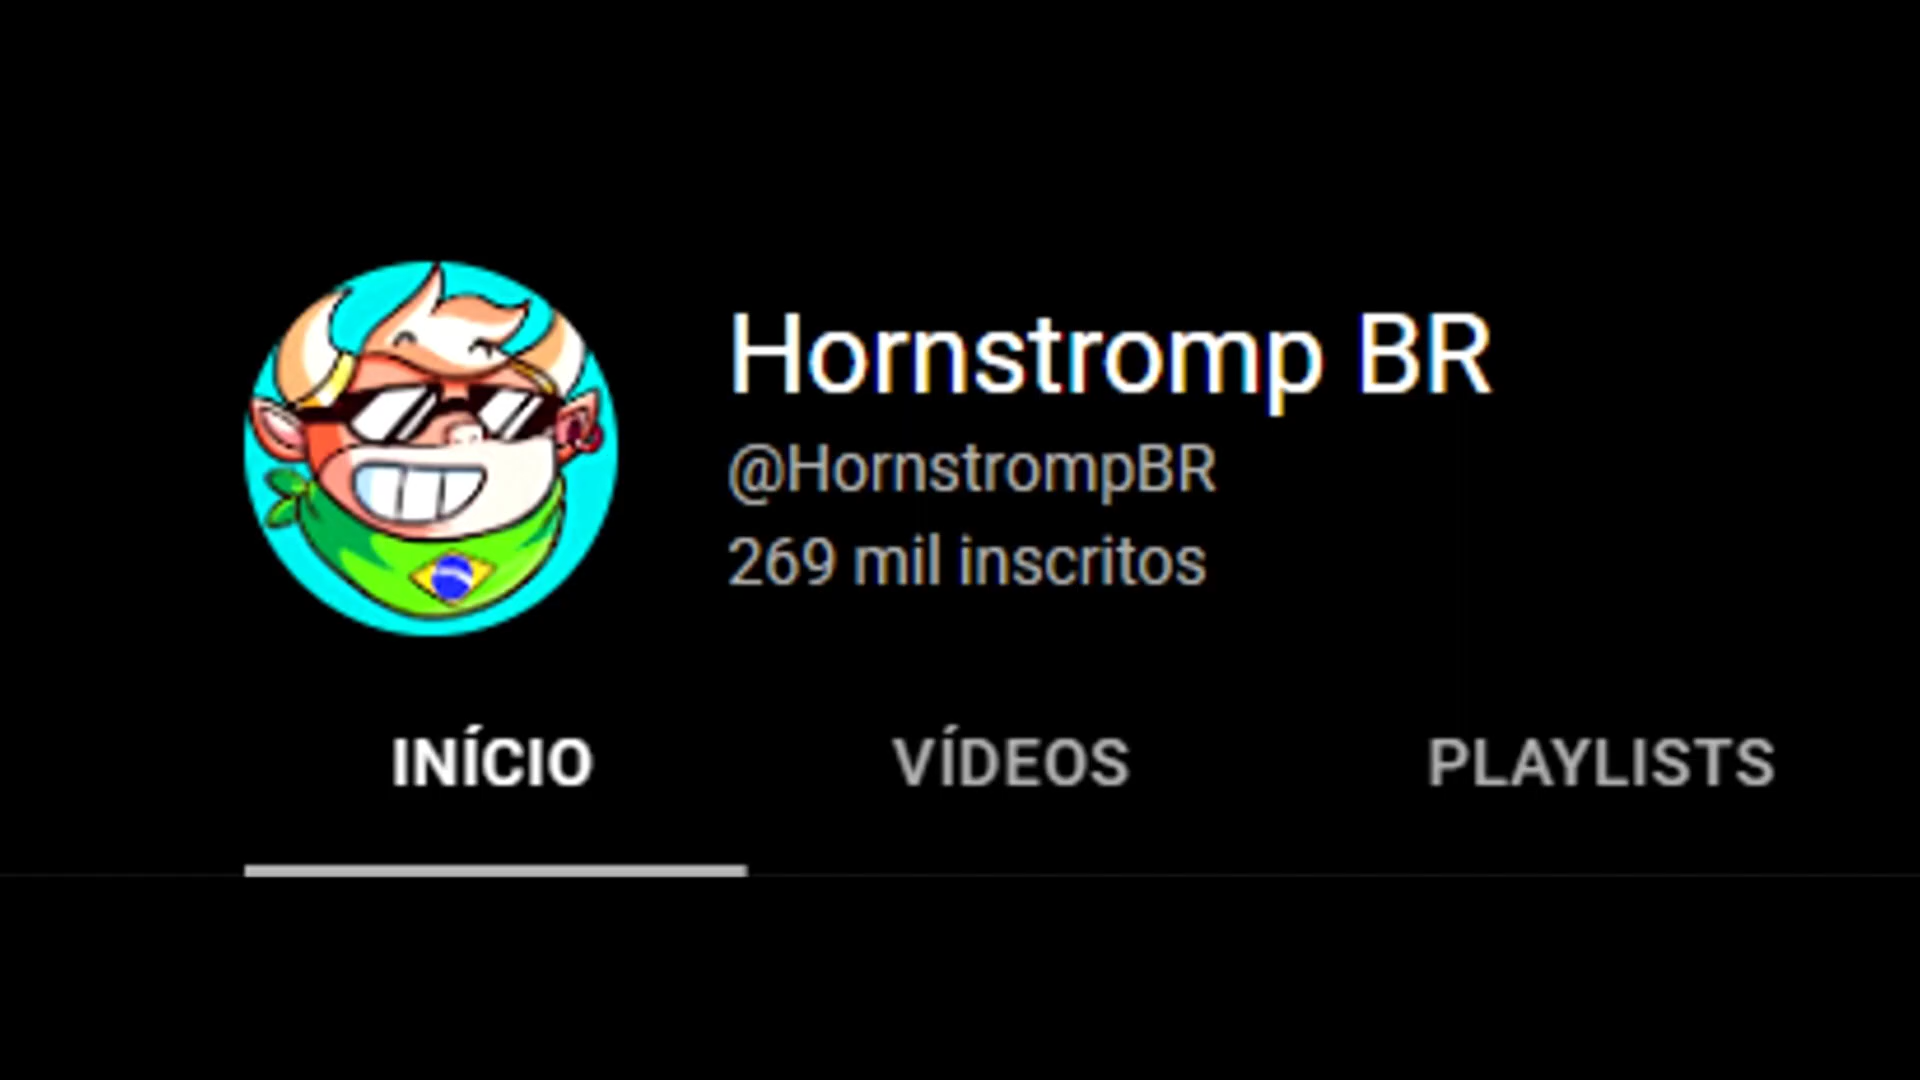 Hornstromp BR
@HornstrompBR
269 mil inscritos
INÍCIO VÍDEOS PLAYLISTS